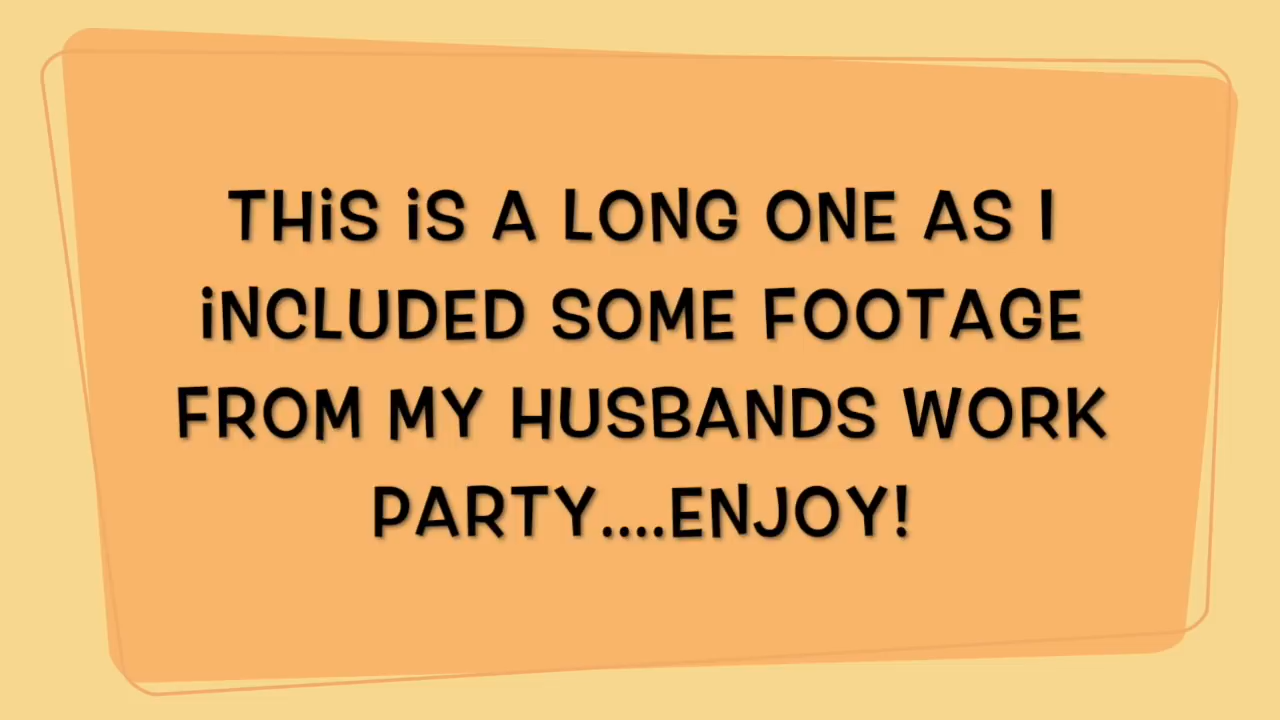 THiS iS A LONG ONE AS I
iNCLUDED SOME FOOTAGE
FROM MY HUSBANDS WORK
PARTY....ENJOY!